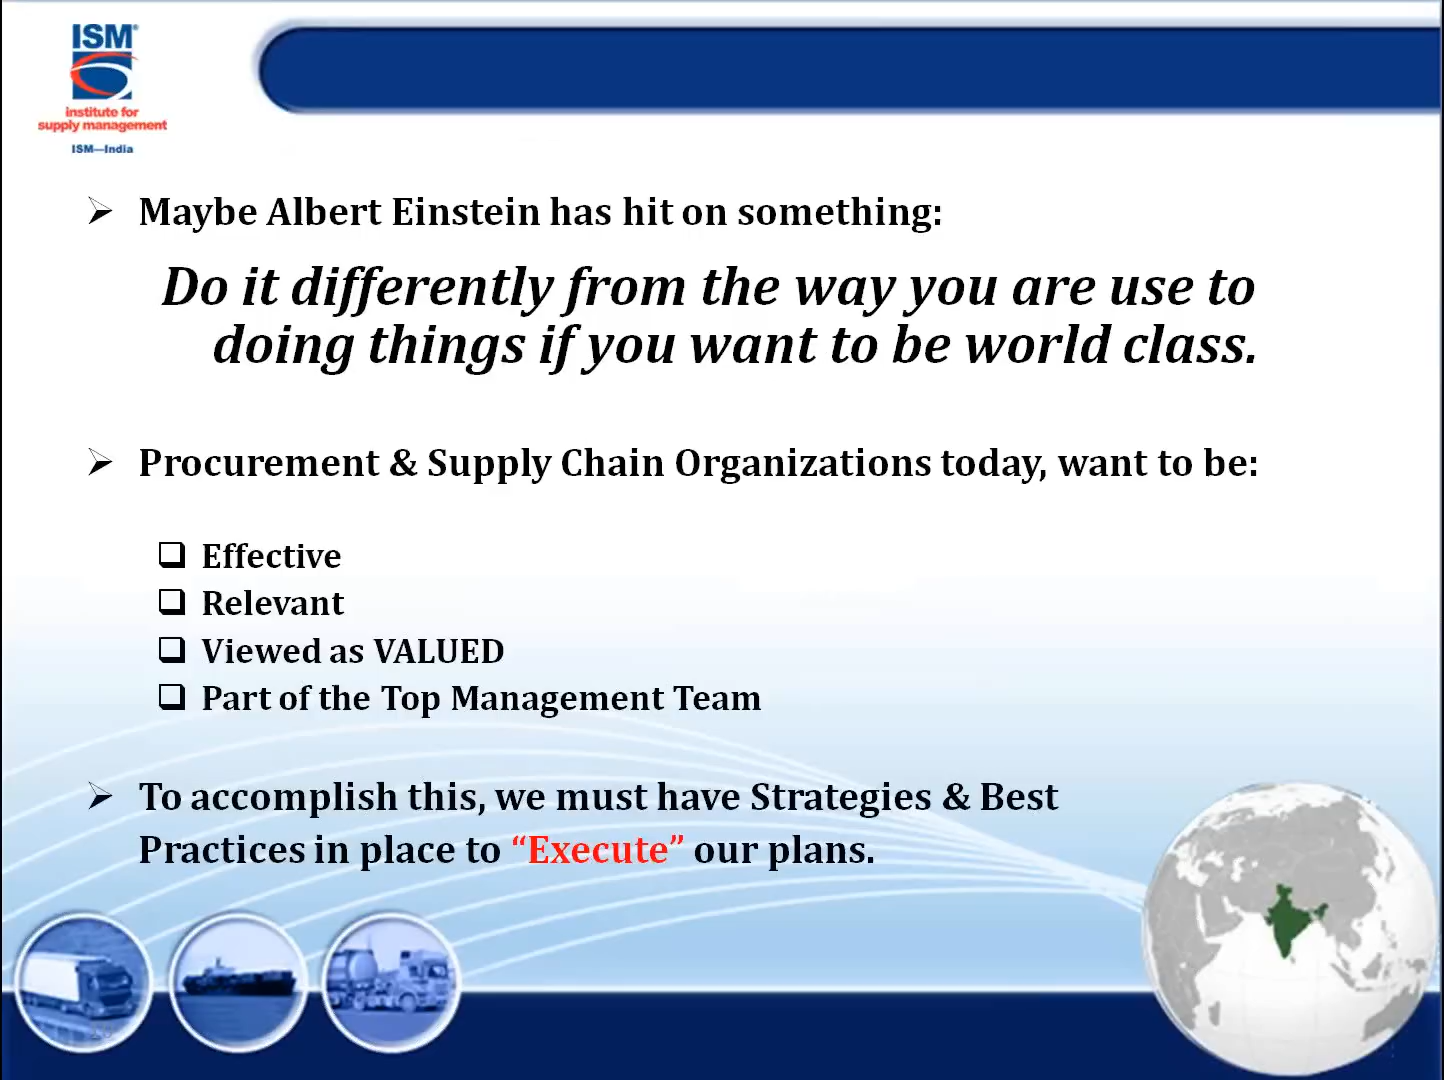 ISM®
institute for
supply management
ISM—India
Maybe Albert Einstein has hit on something:
Do it differently from the way you are use to
doing things if you want to be world class.
Procurement & Supply Chain Organizations today, want to be:
Effective
Relevant
Viewed as VALUED
Part of the Top Management Team
To accomplish this, we must have Strategies & Best
Practices in place to “Execute” our plans.